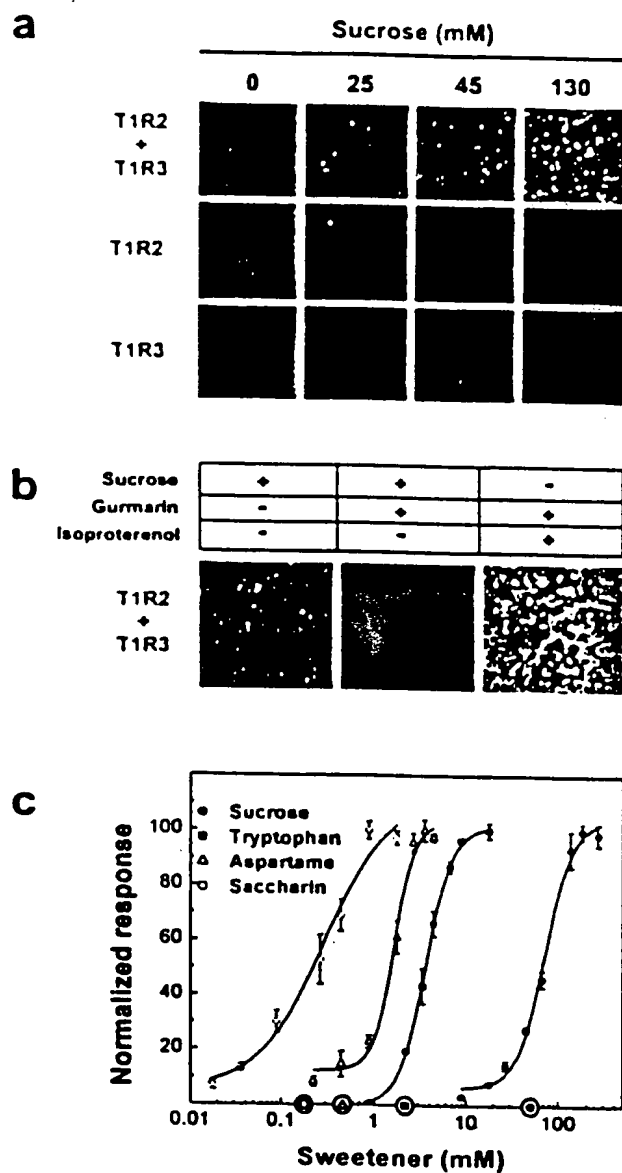 a
Sucrose (mM)
0 25 45 130
T1R2
+
T1R3
T1R2
T1R3
b
Sucrose + + -
Gurmarin - + +
Isoproterenol - - +
T1R2
+
T1R3
c
Normalized response
100
80
60
40
20
Sucrose
Tryptophan
Aspartame
Saccharin
0.01 0.1 1 10 100
Sweetener (mM)